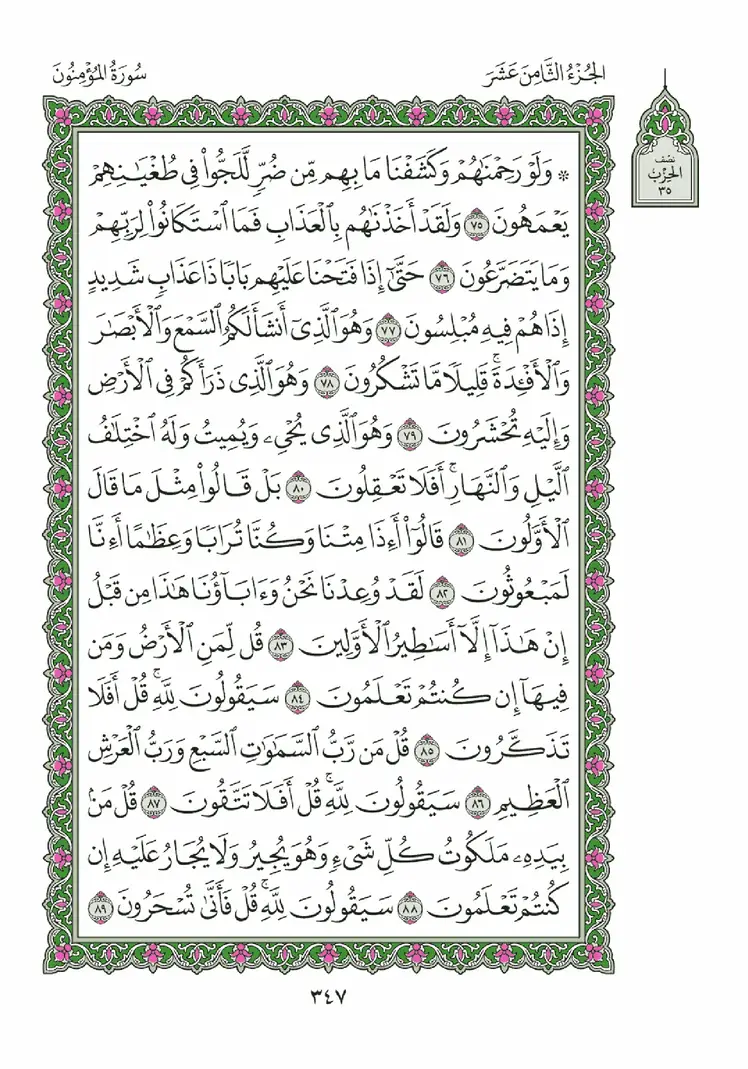 الجُزْءُ الثَّامِنَ عَشَرَ
سُورَةُ المُؤْمِنُونَ
نصف
الحزب
٣٥
۞ وَلَوْ رَحِمْنَٰهُمْ وَكَشَفْنَا مَا بِهِم مِّن ضُرٍّ لَّلَجُّوا۟ فِى طُغْيَٰنِهِمْ
يَعْمَهُونَ ٧٥ وَلَقَدْ أَخَذْنَٰهُم بِٱلْعَذَابِ فَمَا ٱسْتَكَانُوا۟ لِرَبِّهِمْ
وَمَا يَتَضَرَّعُونَ ٧٦ حَتَّىٰٓ إِذَا فَتَحْنَا عَلَيْهِم بَابًا ذَا عَذَابٍ شَدِيدٍ
إِذَا هُمْ فِيهِ مُبْلِسُونَ ٧٧ وَهُوَ ٱلَّذِىٓ أَنشَأَ لَكُمُ ٱلسَّمْعَ وَٱلْأَبْصَٰرَ
وَٱلْأَفْـِٔدَةَ ۚ قَلِيلًا مَّا تَشْكُرُونَ ٧٨ وَهُوَ ٱلَّذِى ذَرَأَكُمْ فِى ٱلْأَرْضِ
وَإِلَيْهِ تُحْشَرُونَ ٧٩ وَهُوَ ٱلَّذِى يُحْىِۦ وَيُمِيتُ وَلَهُ ٱخْتِلَٰفُ
ٱلَّيْلِ وَٱلنَّهَارِ ۚ أَفَلَا تَعْقِلُونَ ٨٠ بَلْ قَالُوا۟ مِثْلَ مَا قَالَ
ٱلْأَوَّلُونَ ٨١ قَالُوٓا۟ أَءِذَا مِتْنَا وَكُنَّا تُرَابًا وَعِظَٰمًا أَءِنَّا
لَمَبْعُوثُونَ ٨٢ لَقَدْ وُعِدْنَا نَحْنُ وَءَابَآؤُنَا هَٰذَا مِن قَبْلُ
إِنْ هَٰذَآ إِلَّآ أَسَٰطِيرُ ٱلْأَوَّلِينَ ٨٣ قُل لِّمَنِ ٱلْأَرْضُ وَمَن
فِيهَآ إِن كُنتُمْ تَعْلَمُونَ ٨٤ سَيَقُولُونَ لِلَّهِ ۚ قُلْ أَفَلَا
تَذَكَّرُونَ ٨٥ قُلْ مَن رَّبُّ ٱلسَّمَٰوَٰتِ ٱلسَّبْعِ وَرَبُّ ٱلْعَرْشِ
ٱلْعَظِيمِ ٨٦ سَيَقُولُونَ لِلَّهِ ۚ قُلْ أَفَلَا تَتَّقُونَ ٨٧ قُلْ مَنۢ
بِيَدِهِۦ مَلَكُوتُ كُلِّ شَىْءٍ وَهُوَ يُجِيرُ وَلَا يُجَارُ عَلَيْهِ إِن
كُنتُمْ تَعْلَمُونَ ٨٨ سَيَقُولُونَ لِلَّهِ ۚ قُلْ فَأَنَّىٰ تُسْحَرُونَ ٨٩
٣٤٧